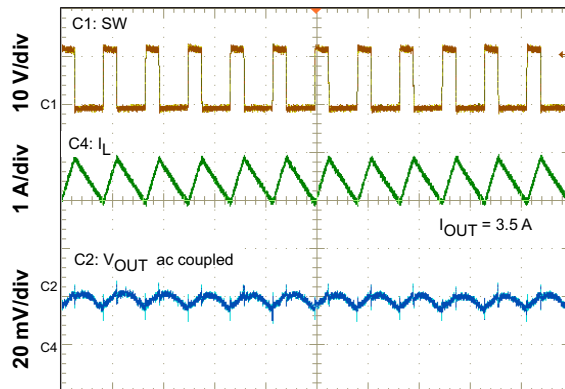 C1: SW
10 V/div
C1
C4: IL
1 A/div
IOUT = 3.5 A
C2: VOUT ac coupled
C2
20 mV/div
C4